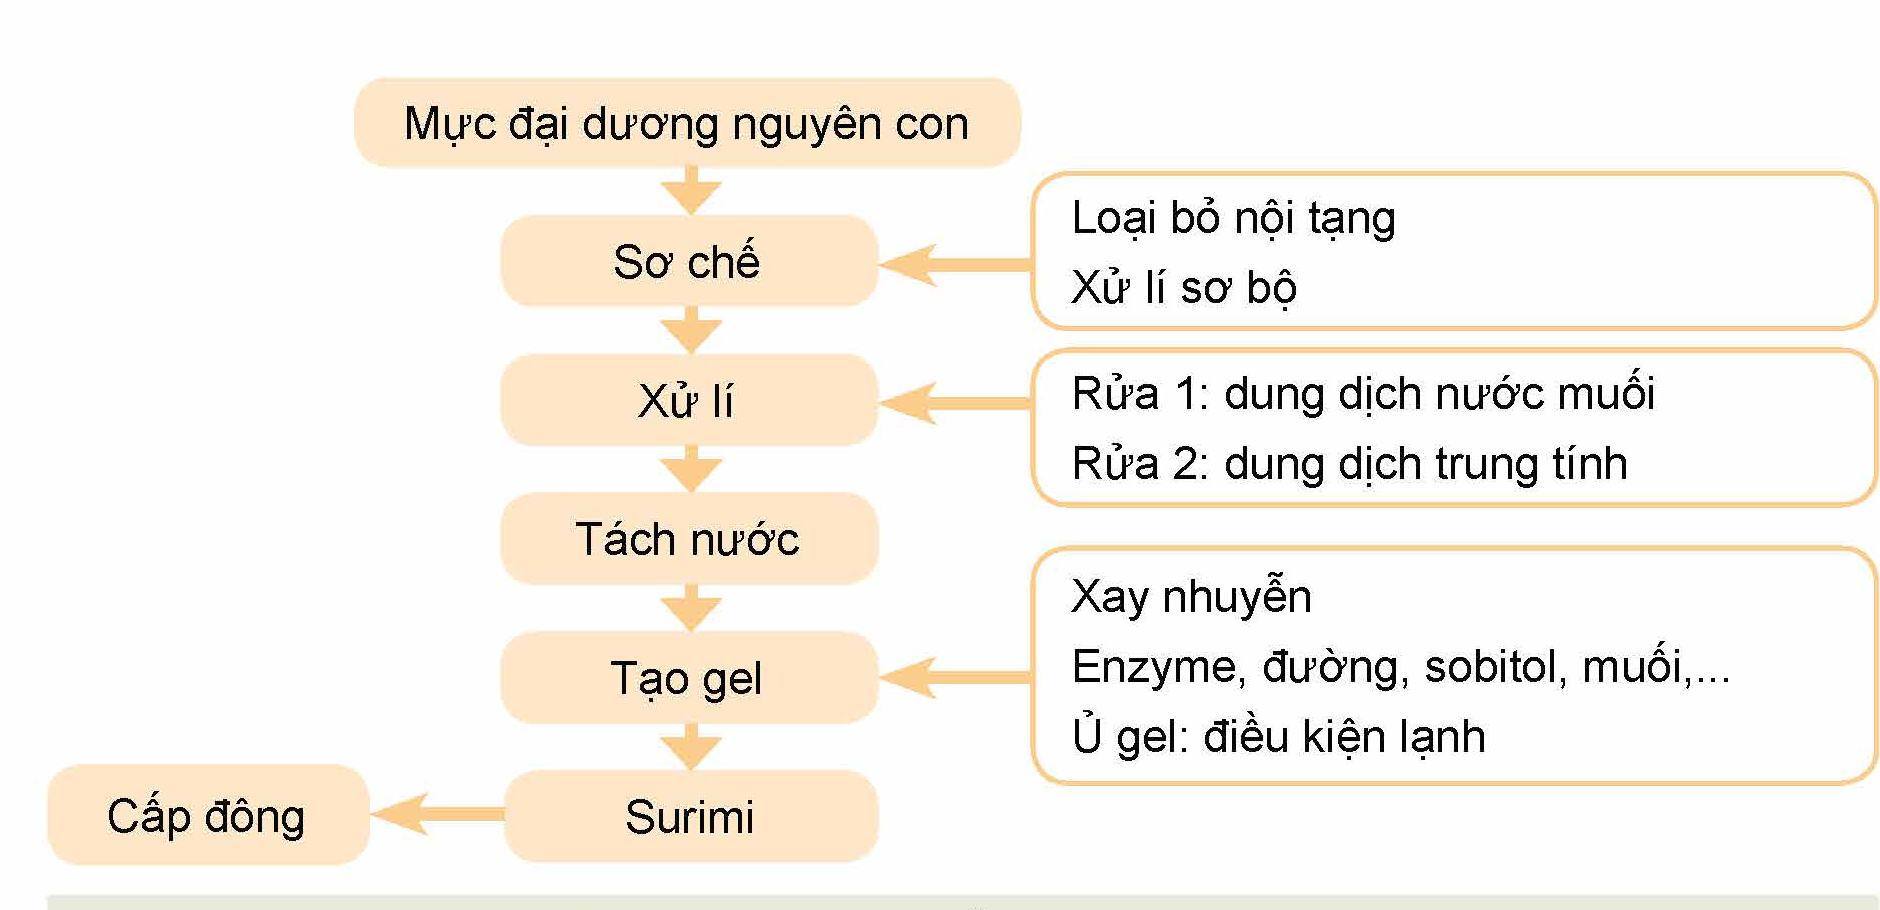 Mực đại dương nguyên con
Sơ chế
Loại bỏ nội tạng
Xử lí sơ bộ
Xử lí
Rửa 1: dung dịch nước muối
Rửa 2: dung dịch trung tính
Tách nước
Tạo gel
Xay nhuyễn
Enzyme, đường, sobitol, muối,...
Ủ gel: điều kiện lạnh
Surimi
Cấp đông